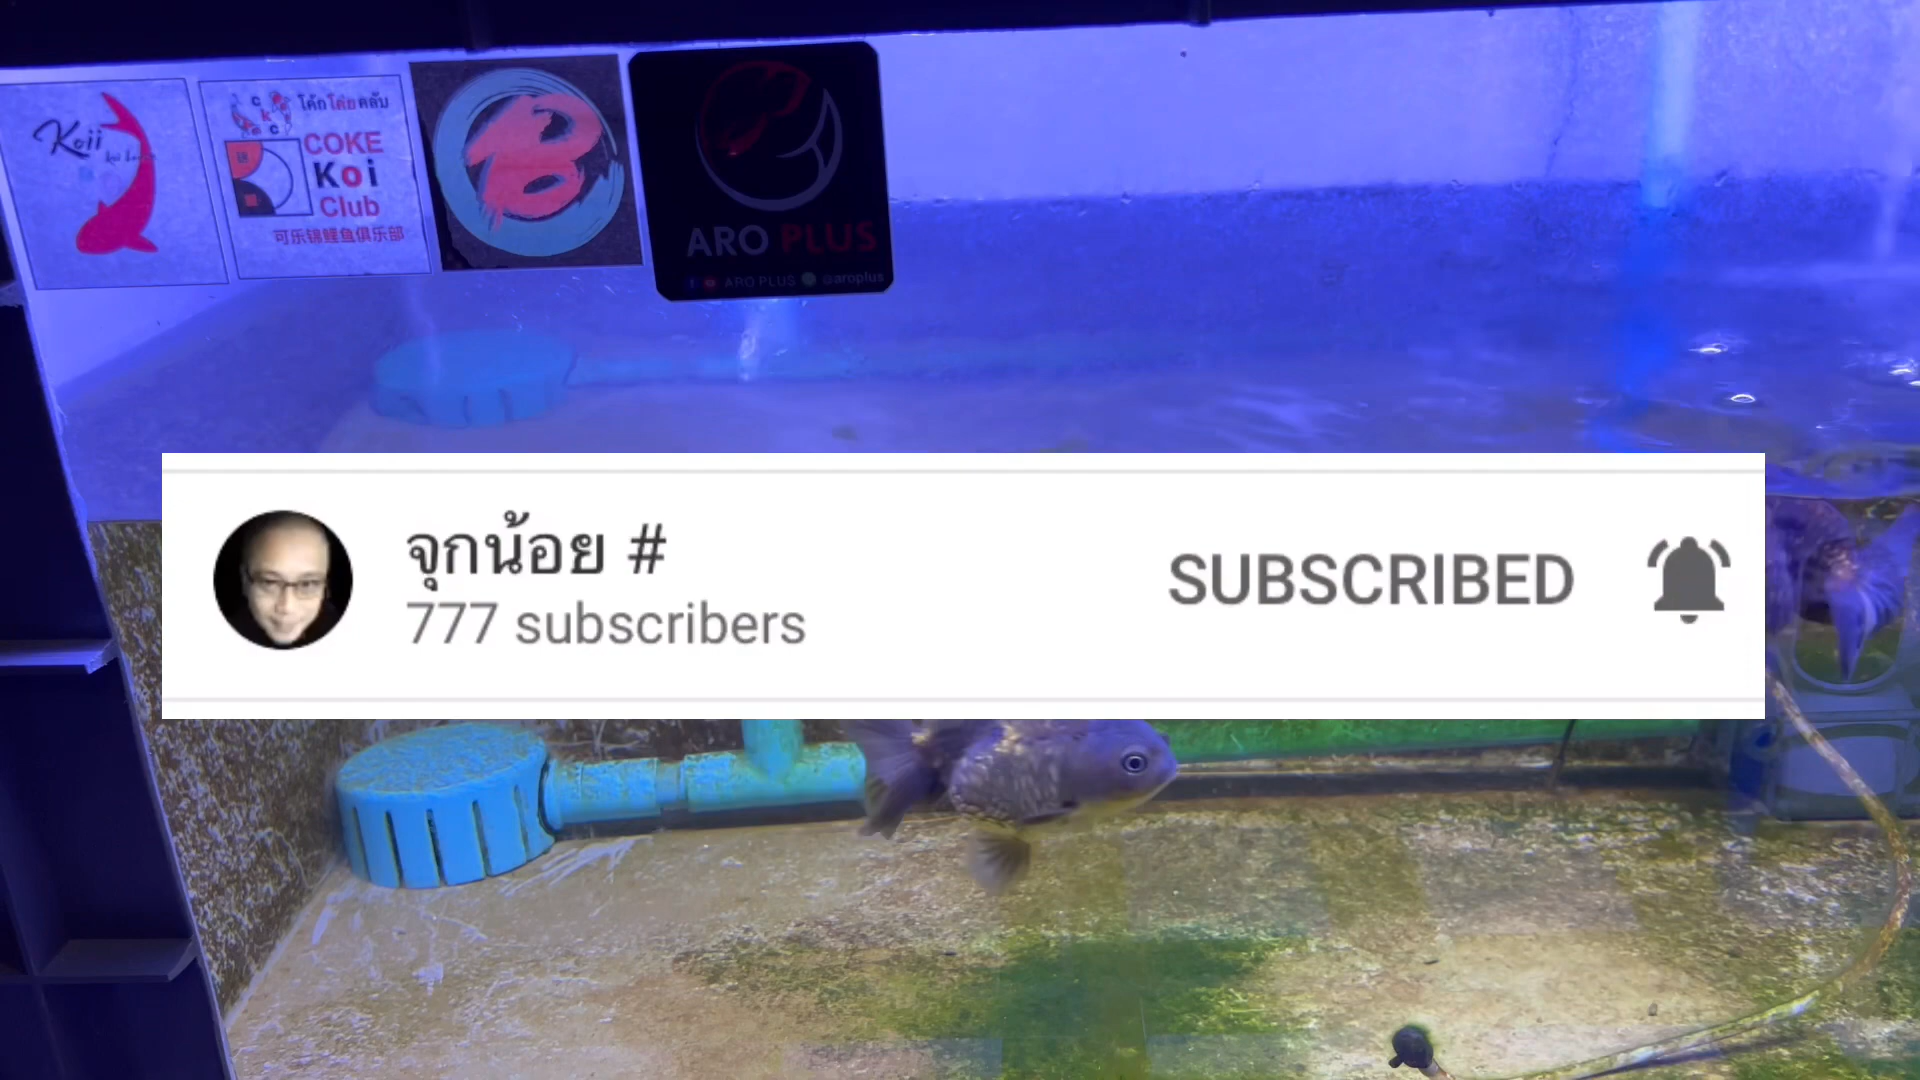 Koii
โค้กโค่ยคลับ
C
K
C
COKE
Koi
Club
可乐锦鲤鱼俱乐部
ARO PLUS
ARO PLUS @aroplus
จุกน้อย #
777 subscribers
SUBSCRIBED